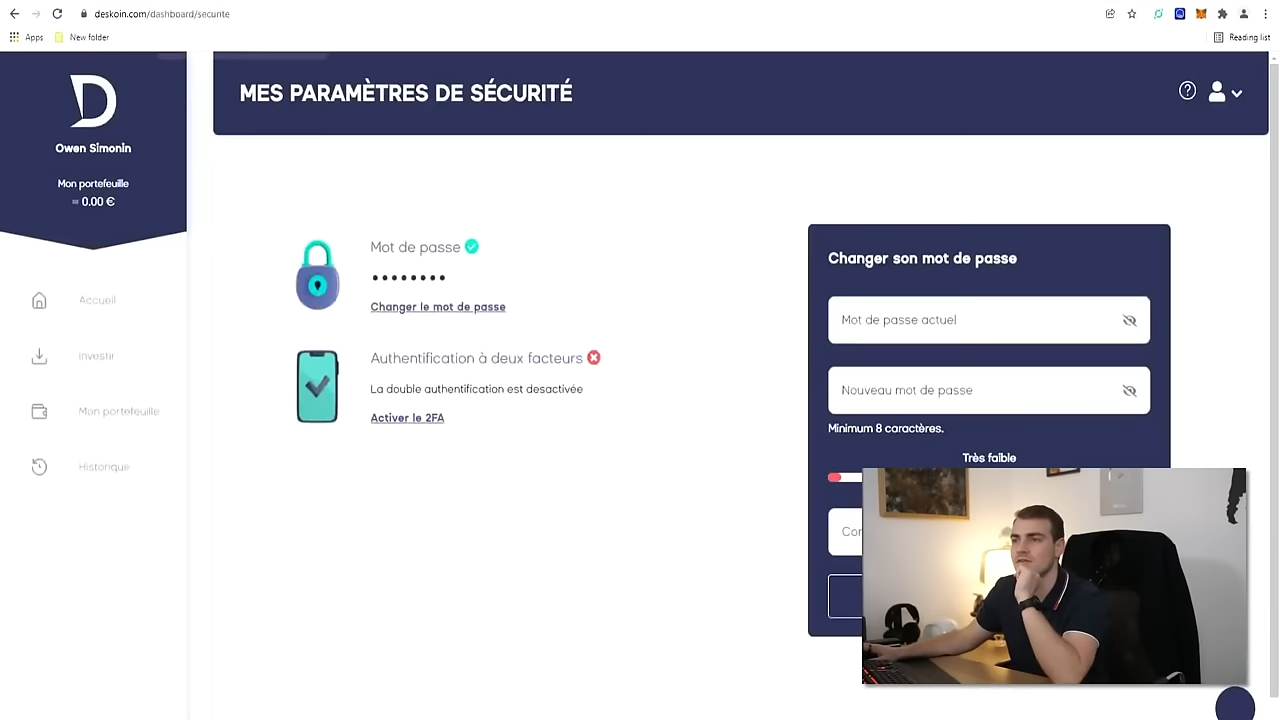 deskoin.com/dashboard/securite
Apps
New folder
Reading list
Owen Simonin
Mon portefeuille
= 0.00 €
Accueil
Investir
Mon portefeuille
Historique
MES PARAMÈTRES DE SÉCURITÉ
Mot de passe
Changer le mot de passe
Authentification à deux facteurs
La double authentification est desactivée
Activer le 2FA
Changer son mot de passe
Mot de passe actuel
Nouveau mot de passe
Minimum 8 caractères.
Très faible